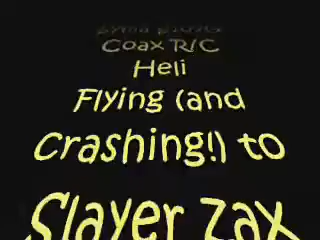 Coax R/C
Heli
Flying (and
Crashing!) to
Slayer Zax